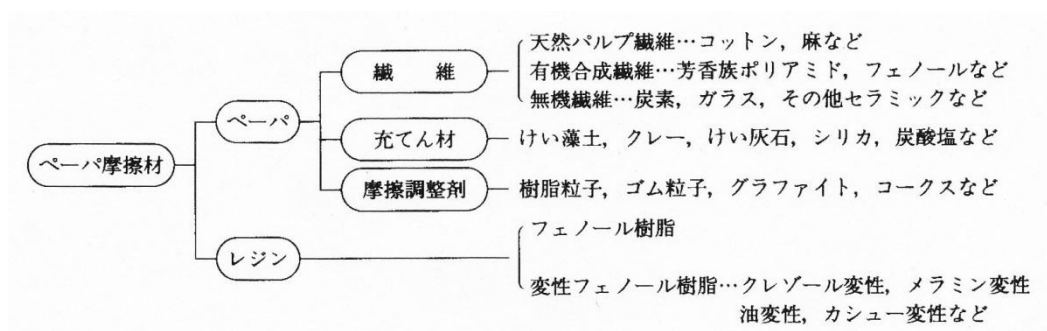 ペーパ摩擦材
ペーパ
繊　維
天然パルプ繊維…コットン，麻など
有機合成繊維…芳香族ポリアミド，フェノールなど
無機繊維…炭素，ガラス，その他セラミックなど
充てん材
けい藻土，クレー，けい灰石，シリカ，炭酸塩など
摩擦調整剤
樹脂粒子，ゴム粒子，グラファイト，コークスなど
レジン
フェノール樹脂
変性フェノール樹脂…クレゾール変性，メラミン変性
油変性，カシュー変性など